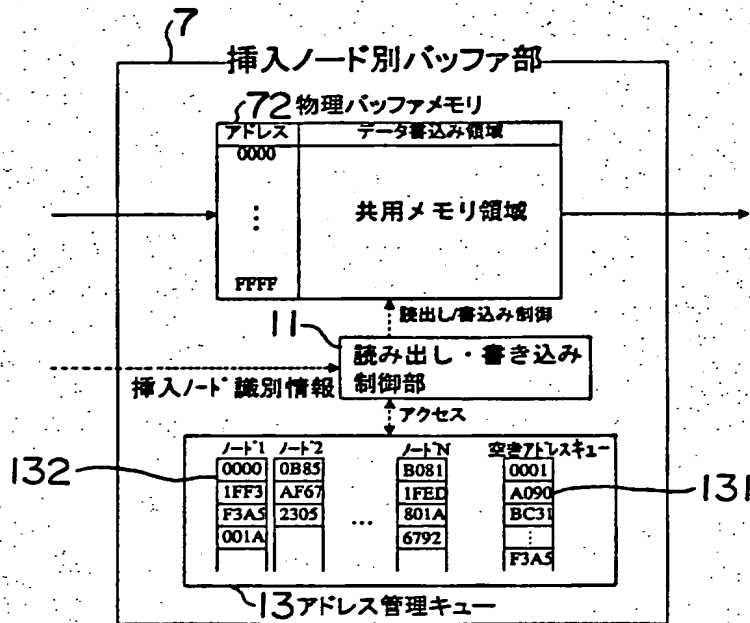 7
挿入ノード別バッファ部
72 物理バッファメモリ
アドレス データ書込み領域
0000
⋮ 共用メモリ領域
FFFF
読出し/書込み制御
11
読み出し・書き込み
制御部
挿入ノード識別情報
アクセス
ノード1 ノード2 ノードN 空きアドレスキュー
132 0000 0B85 B081 0001
1FF3 AF67 1FED A090 131
F3A5 2305 … 801A BC31
001A 6792 ⋮
F3A5
13 アドレス管理キュー